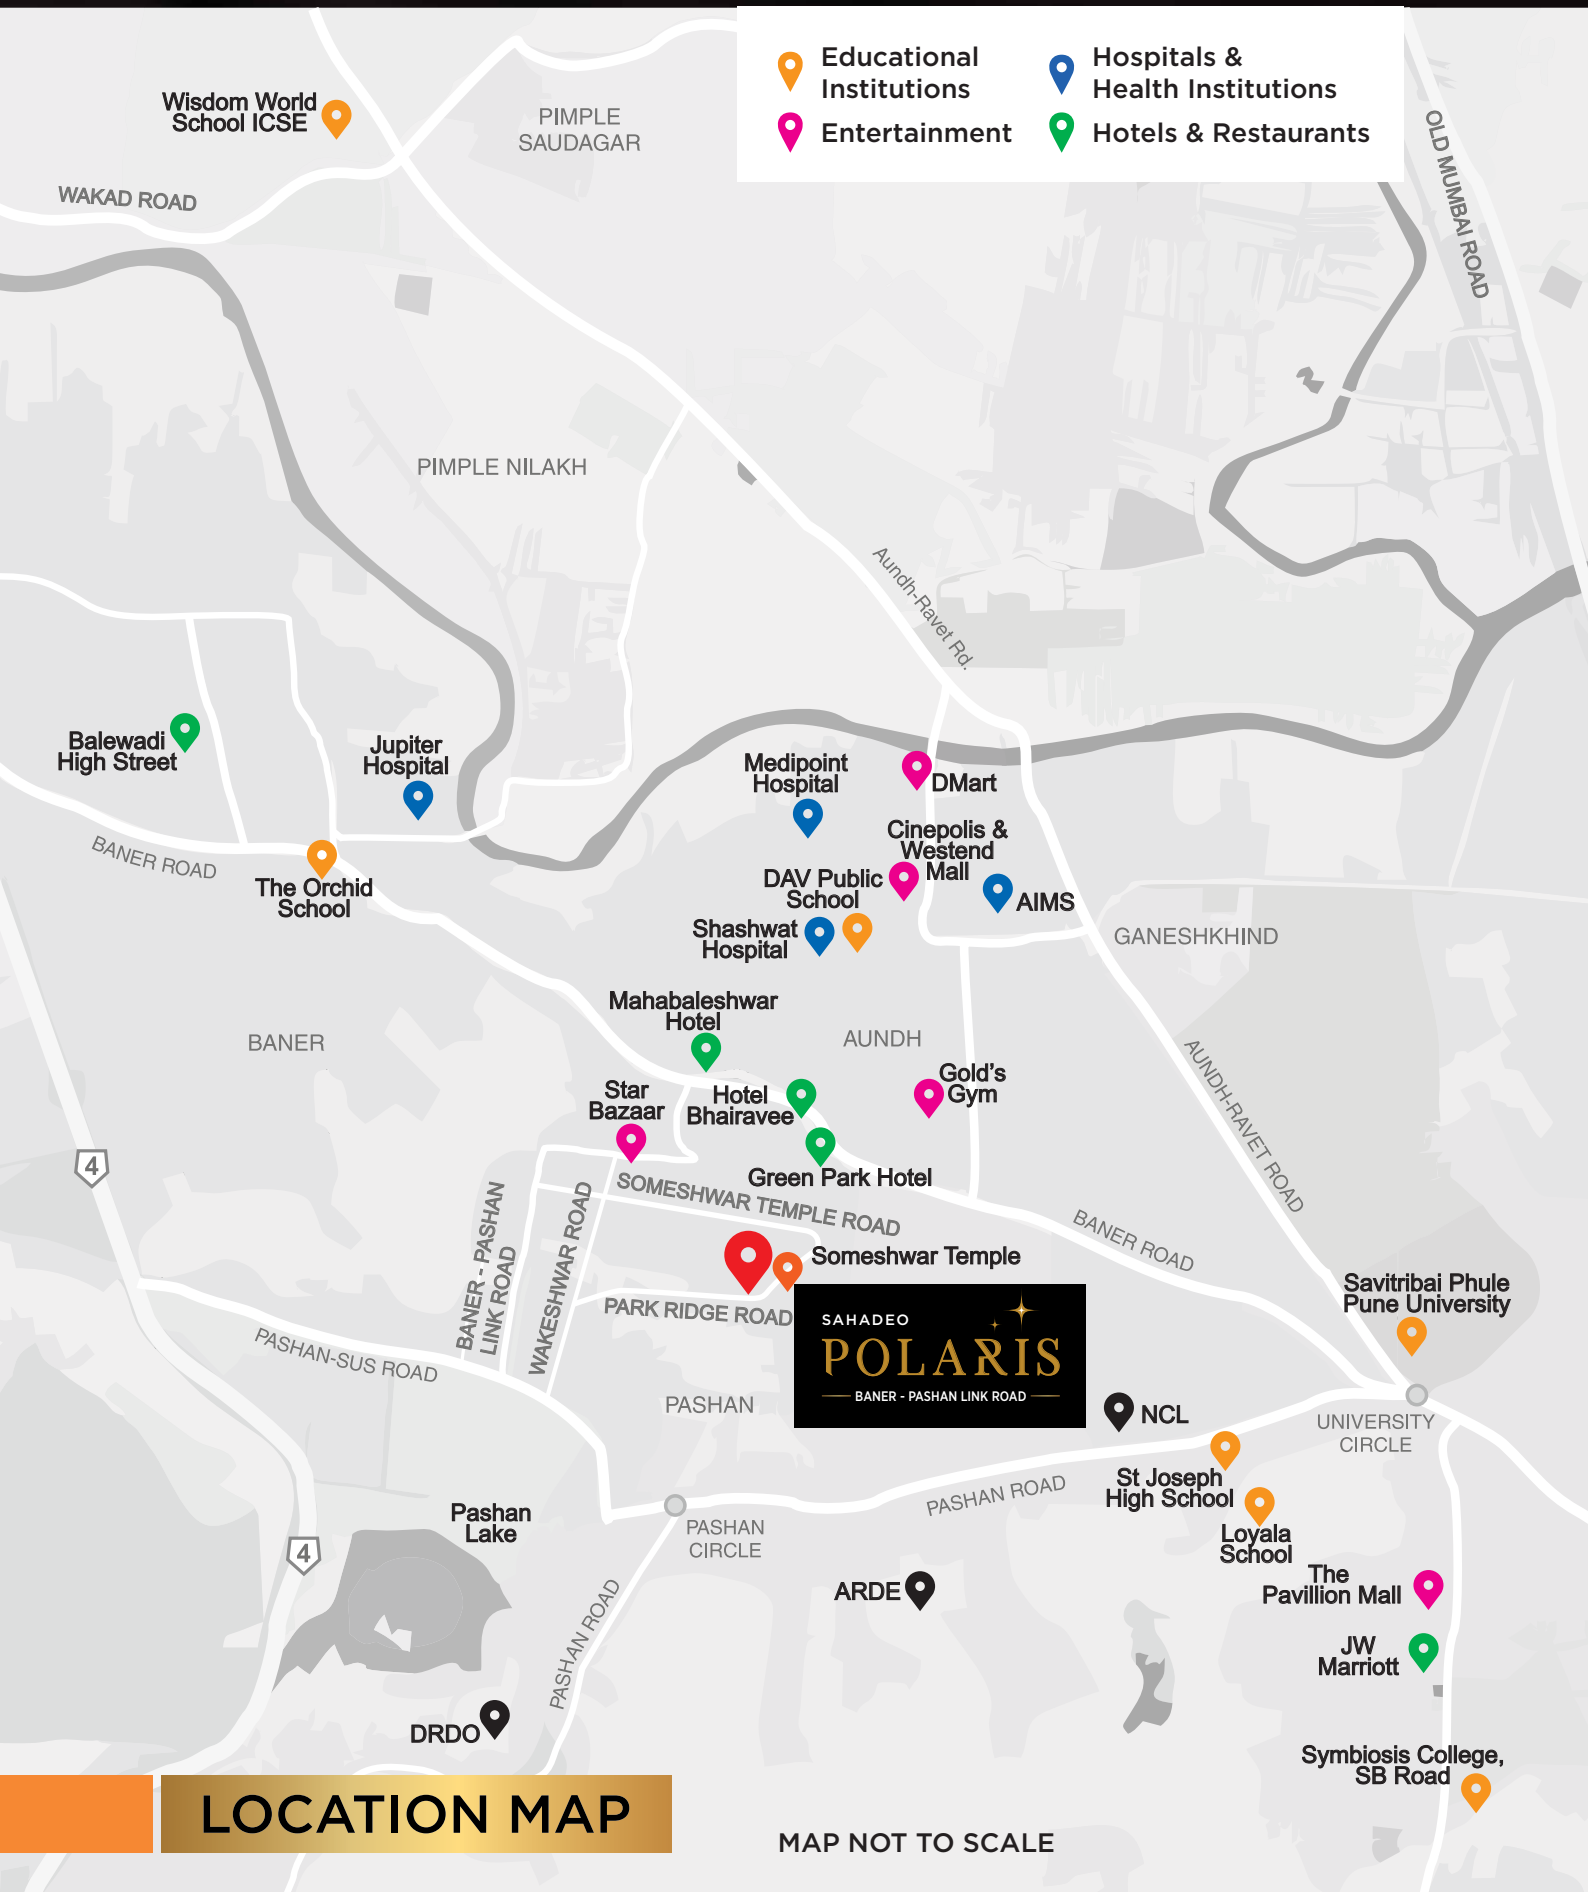 Educational
Institutions
Hospitals &
Health Institutions
Entertainment
Hotels & Restaurants
Wisdom World
School ICSE
PIMPLE
SAUDAGAR
OLD MUMBAI ROAD
WAKAD ROAD
PIMPLE NILAKH
Aundh-Ravet Rd.
Balewadi
High Street
Jupiter
Hospital
Medipoint
Hospital
DMart
Cinepolis &
Westend
Mall
BANER ROAD
The Orchid
School
DAV Public
School
AIMS
Shashwat
Hospital
GANESHKHIND
Mahabaleshwar
Hotel
BANER
AUNDH
AUNDH-RAVET ROAD
Star
Bazaar
Hotel
Bhairavee
Gold's
Gym
4
Green Park Hotel
SOMESHWAR TEMPLE ROAD
BANER - PASHAN
LINK ROAD
WAKESHWAR ROAD
BANER ROAD
Someshwar Temple
PARK RIDGE ROAD
Savitribai Phule
Pune University
SAHADEO
POLARIS
BANER - PASHAN LINK ROAD
PASHAN-SUS ROAD
PASHAN
NCL
UNIVERSITY
CIRCLE
St Joseph
High School
PASHAN ROAD
Pashan
Lake
PASHAN
CIRCLE
Loyala
School
4
ARDE
The
Pavillion Mall
PASHAN ROAD
JW
Marriott
DRDO
Symbiosis College,
SB Road
LOCATION MAP
MAP NOT TO SCALE